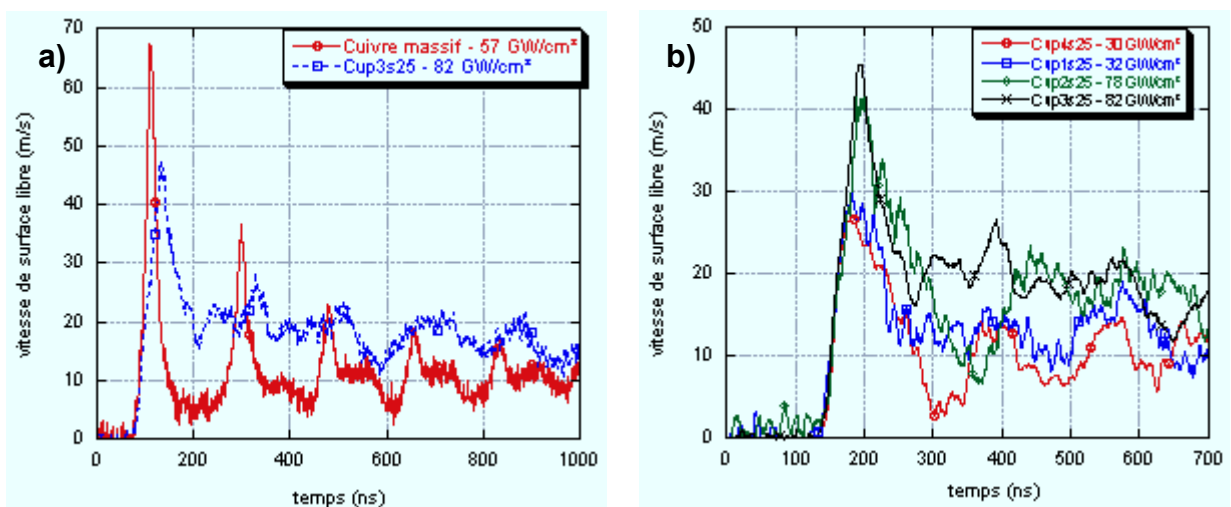 a)
Cuivre massif - 57 GW/cm²
Cup3s25 - 82 GW/cm²
vitesse de surface libre (m/s)
70
60
50
40
30
20
10
0
0 200 400 600 800 1000
temps (ns)
b)
Cup4s25 - 30 GW/cm²
Cup1s25 - 32 GW/cm²
Cup2s25 - 78 GW/cm²
Cup3s25 - 82 GW/cm²
vitesse de surface libre (m/s)
50
40
30
20
10
0
0 100 200 300 400 500 600 700
temps (ns)